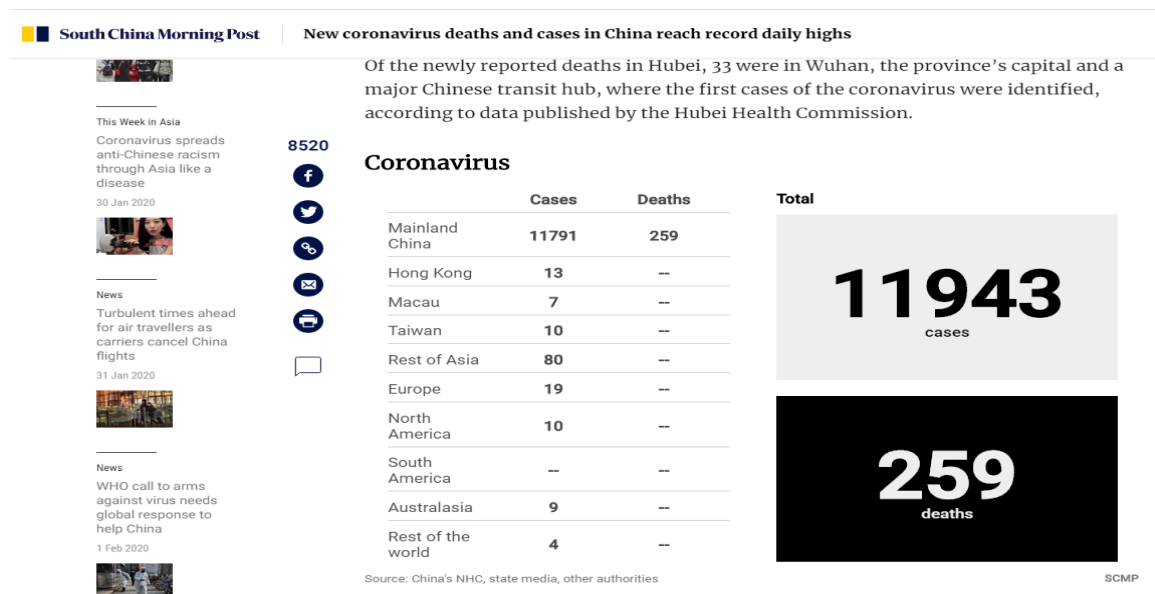 South China Morning Post
New coronavirus deaths and cases in China reach record daily highs
This Week in Asia
Coronavirus spreads
anti-Chinese racism
through Asia like a
disease
30 Jan 2020
News
Turbulent times ahead
for air travellers as
carriers cancel China
flights
31 Jan 2020
News
WHO call to arms
against virus needs
global response to
help China
1 Feb 2020
8520
Of the newly reported deaths in Hubei, 33 were in Wuhan, the province’s capital and a
major Chinese transit hub, where the first cases of the coronavirus were identified,
according to data published by the Hubei Health Commission.
Coronavirus
Cases Deaths
Mainland
China 11791 259
Hong Kong 13 --
Macau 7 --
Taiwan 10 --
Rest of Asia 80 --
Europe 19 --
North
America 10 --
South
America -- --
Australasia 9 --
Rest of the
world 4 --
Total
11943
cases
259
deaths
Source: China's NHC, state media, other authorities
SCMP